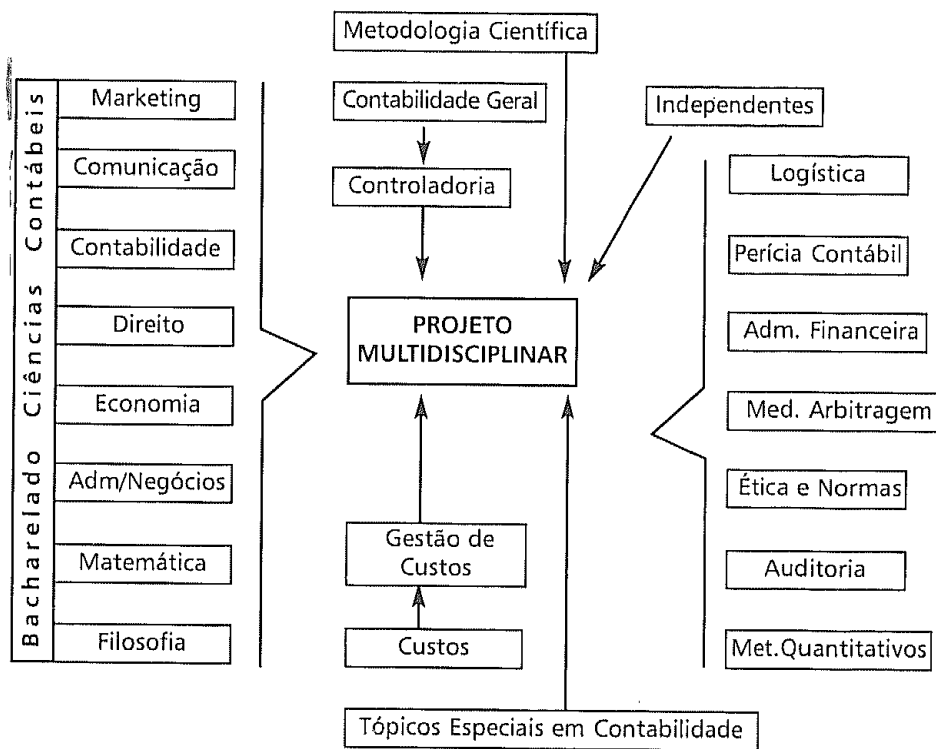 Metodologia Científica
Bacharelado Ciências Contábeis
Marketing
Comunicação
Contabilidade
Direito
Economia
Adm/Negócios
Matemática
Filosofia
Contabilidade Geral
Controladoria
PROJETO
MULTIDISCIPLINAR
Gestão de
Custos
Custos
Tópicos Especiais em Contabilidade
Independentes
Logística
Perícia Contábil
Adm. Financeira
Med. Arbitragem
Ética e Normas
Auditoria
Met.Quantitativos